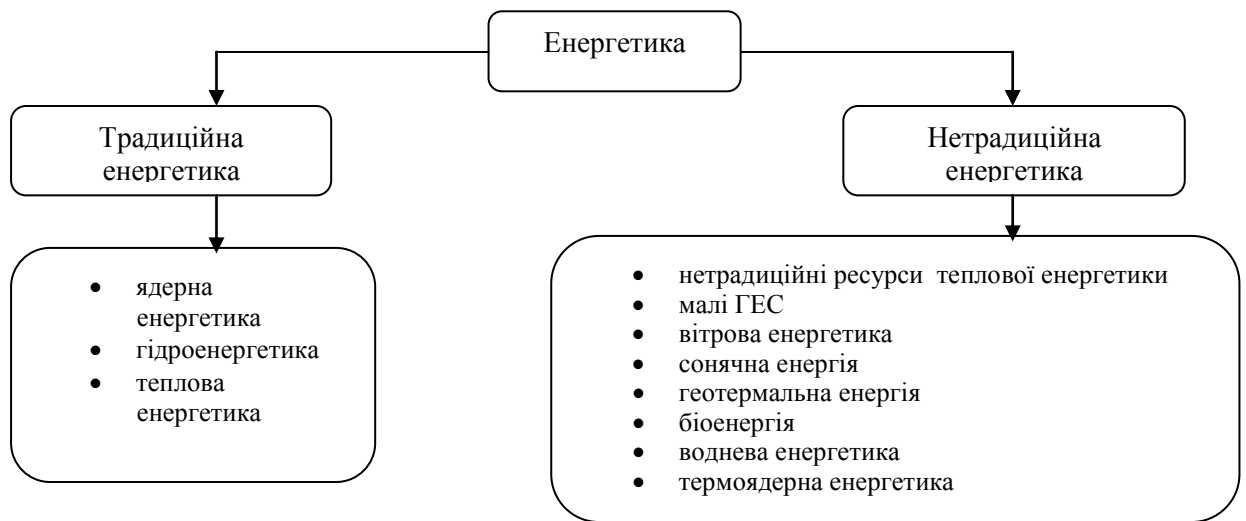 Енергетика
Традиційна
енергетика
Нетрадиційна
енергетика
• ядерна
енергетика
• гідроенергетика
• теплова
енергетика
• нетрадиційні ресурси теплової енергетики
• малі ГЕС
• вітрова енергетика
• сонячна енергія
• геотермальна енергія
• біоенергія
• воднева енергетика
• термоядерна енергетика